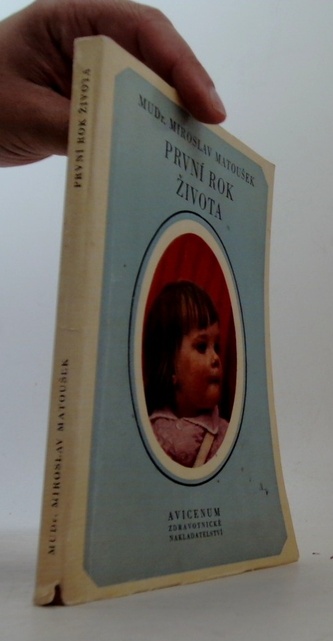 MUDr. MIROSLAV MATOUŠEK
PRVNÍ ROK
ŽIVOTA
AVICENUM
ZDRAVOTNICKÉ
NAKLADATELSTVÍ
PRVNÍ ROK ŽIVOTA
MUDr. MIROSLAV MATOUŠEK